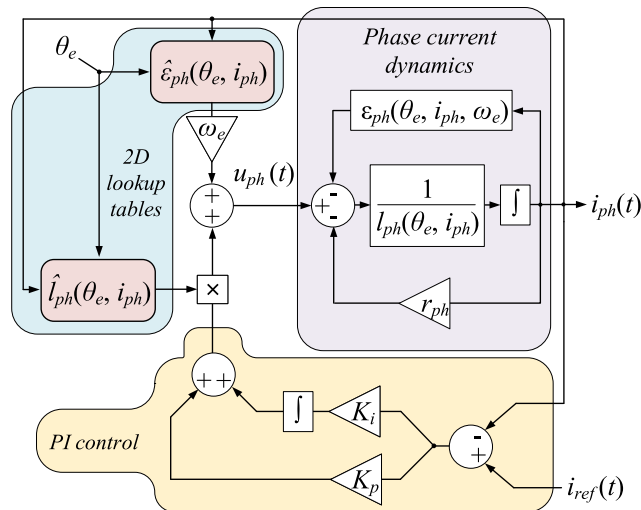 θₑ
ε̂ₚₕ(θₑ, iₚₕ)
ωₑ
2D
lookup
tables
l̂ₚₕ(θₑ, iₚₕ)
+
+
×
uₚₕ(t)
Phase current
dynamics
εₚₕ(θₑ, iₚₕ, ωₑ)
+
-
-
1
lₚₕ(θₑ, iₚₕ)
∫
iₚₕ(t)
rₚₕ
PI control
+ +
∫
Kᵢ
Kₚ
-
+
i_ref(t)